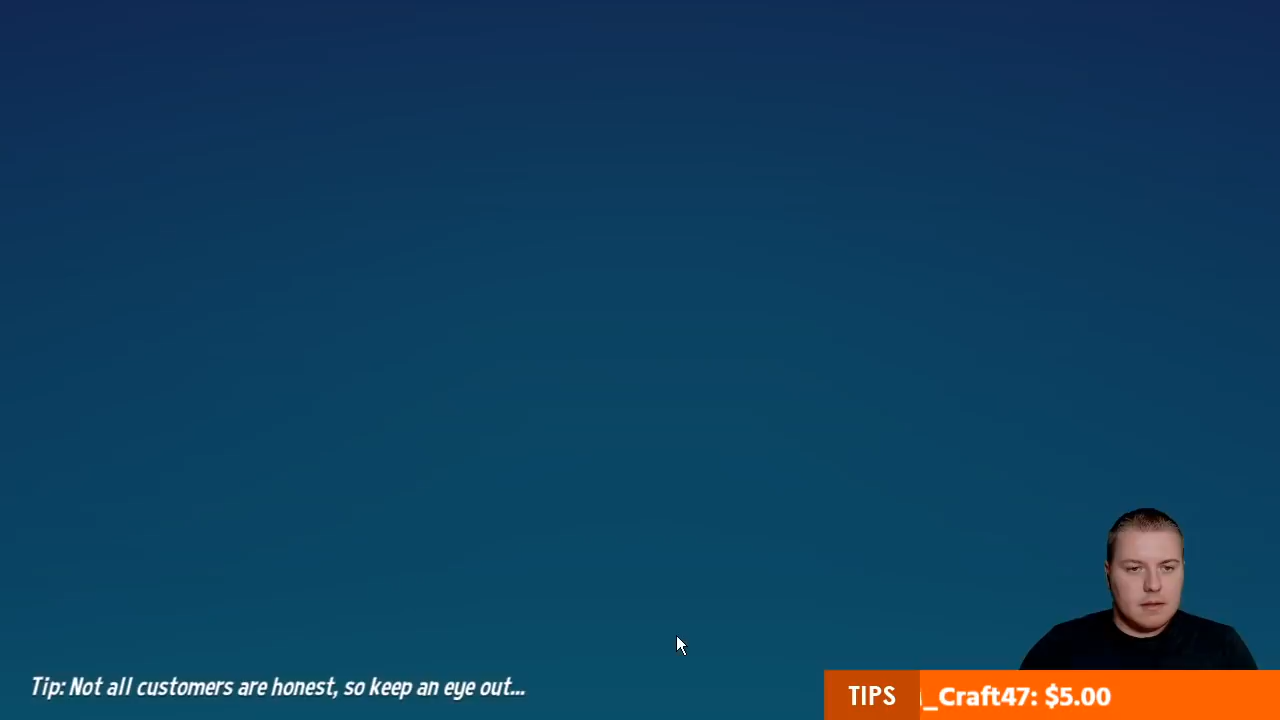 Tip: Not all customers are honest, so keep an eye out...
TIPS _Craft47: $5.00